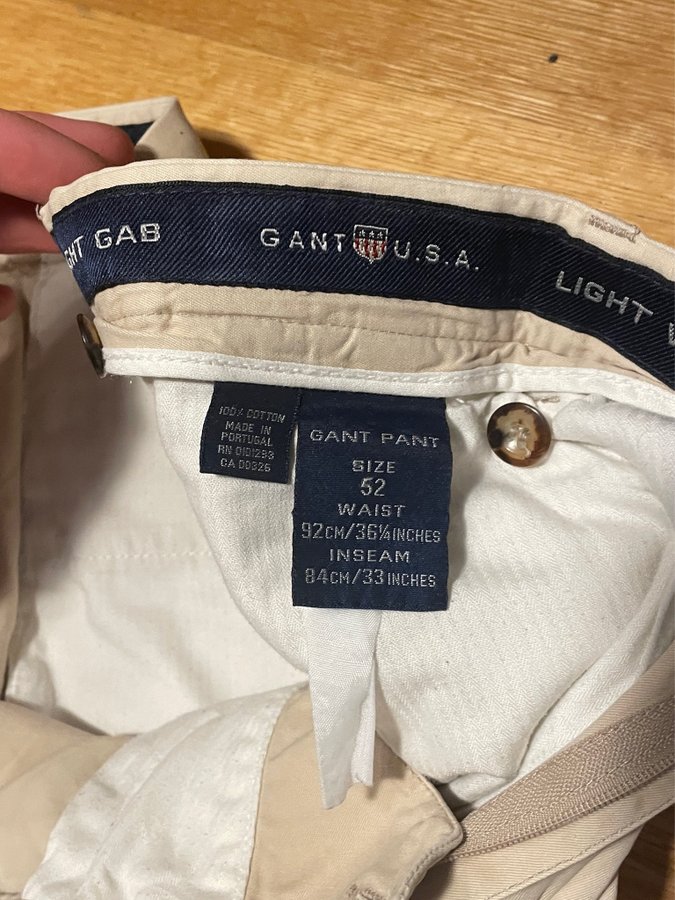 GHT GAB
GANT U.S.A.
LIGHT W
100% COTTON
MADE IN
PORTUGAL
RN 0101293
CA 00326
GANT PANT
SIZE
52
WAIST
92CM/36¼INCHES
INSEAM
84CM/33INCHES